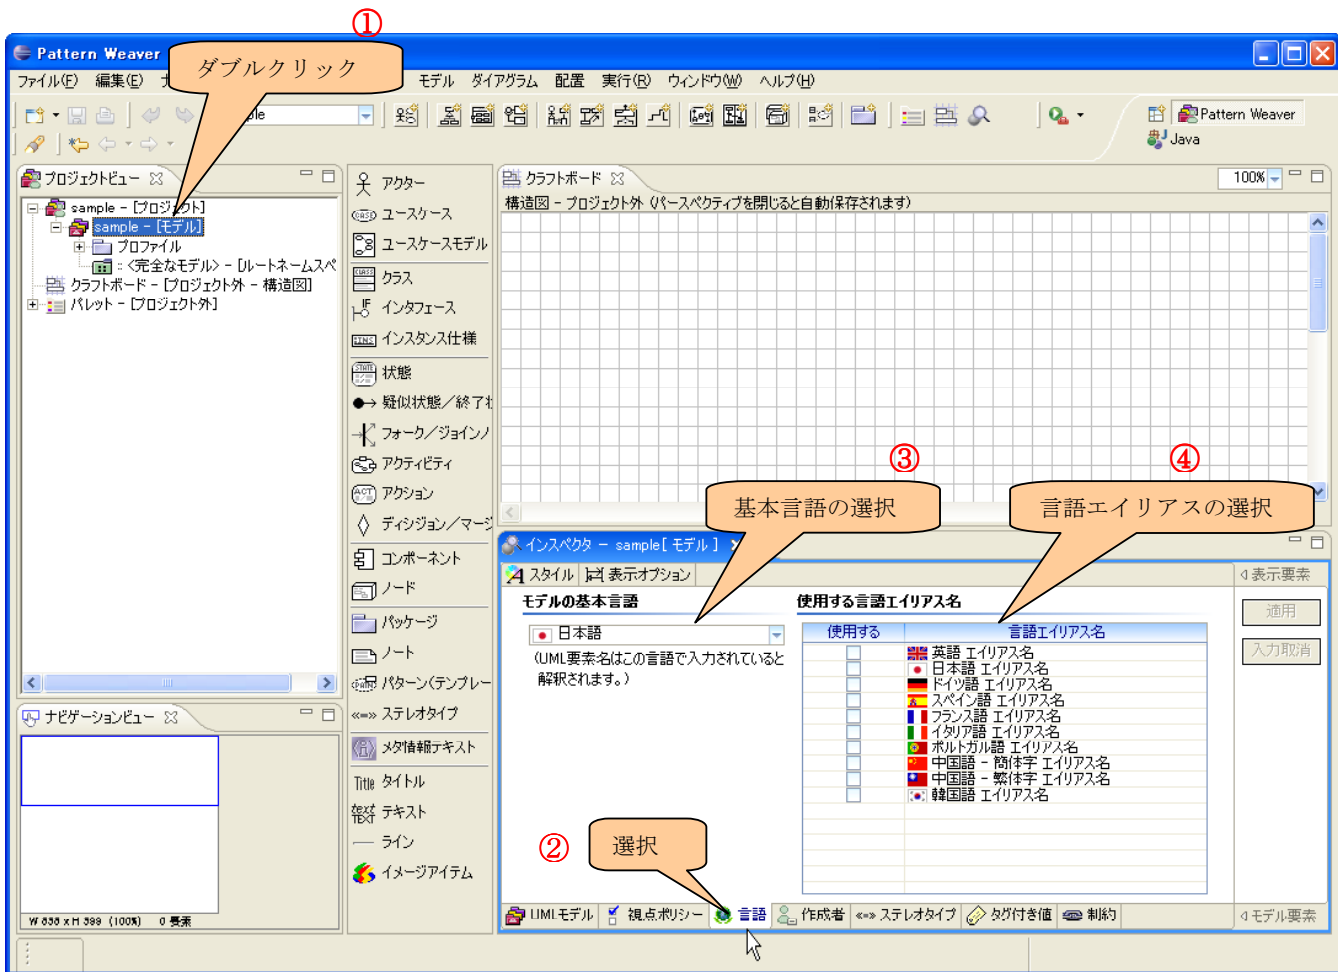 ①
Pattern Weaver
ダブルクリック
ファイル(F) 編集(E) モデル ダイアグラム 配置 実行(R) ウィンドウ(W) ヘルプ(H)
Pattern Weaver
Java
プロジェクトビュー
sample - [プロジェクト]
sample - [モデル]
プロファイル
:: <完全なモデル> - [ルートネームスペ
クラフトボード - [プロジェクト外 - 構造図]
パレット - [プロジェクト外]
アクター
ユースケース
ユースケースモデル
クラス
インタフェース
インスタンス仕様
状態
疑似状態／終了状
フォーク／ジョインノ
アクティビティ
アクション
ディシジョン／マージ
コンポーネント
ノード
パッケージ
ノート
パターン(テンプレー
«=» ステレオタイプ
メタ情報テキスト
Title タイトル
text TEXT テキスト
ライン
イメージアイテム
クラフトボード
100%
構造図 - プロジェクト外 (パースペクティブを閉じると自動保存されます)
③
④
基本言語の選択
言語エイリアスの選択
インスペクタ - sample[ モデル ]
スタイル 表示オプション
表示要素
モデルの基本言語
日本語
(UML要素名はこの言語で入力されていると
解釈されます。)
使用する言語エイリアス名
使用する 言語エイリアス名
英語 エイリアス名
日本語 エイリアス名
ドイツ語 エイリアス名
スペイン語 エイリアス名
フランス語 エイリアス名
イタリア語 エイリアス名
ポルトガル語 エイリアス名
中国語 - 簡体字 エイリアス名
中国語 - 繁体字 エイリアス名
韓国語 エイリアス名
適用
入力取消
②
選択
UMLモデル 視点ポリシー 言語 作成者 «=» ステレオタイプ タグ付き値 制約
モデル要素
ナビゲーションビュー
W 838 x H 399 (100%) 0 要素